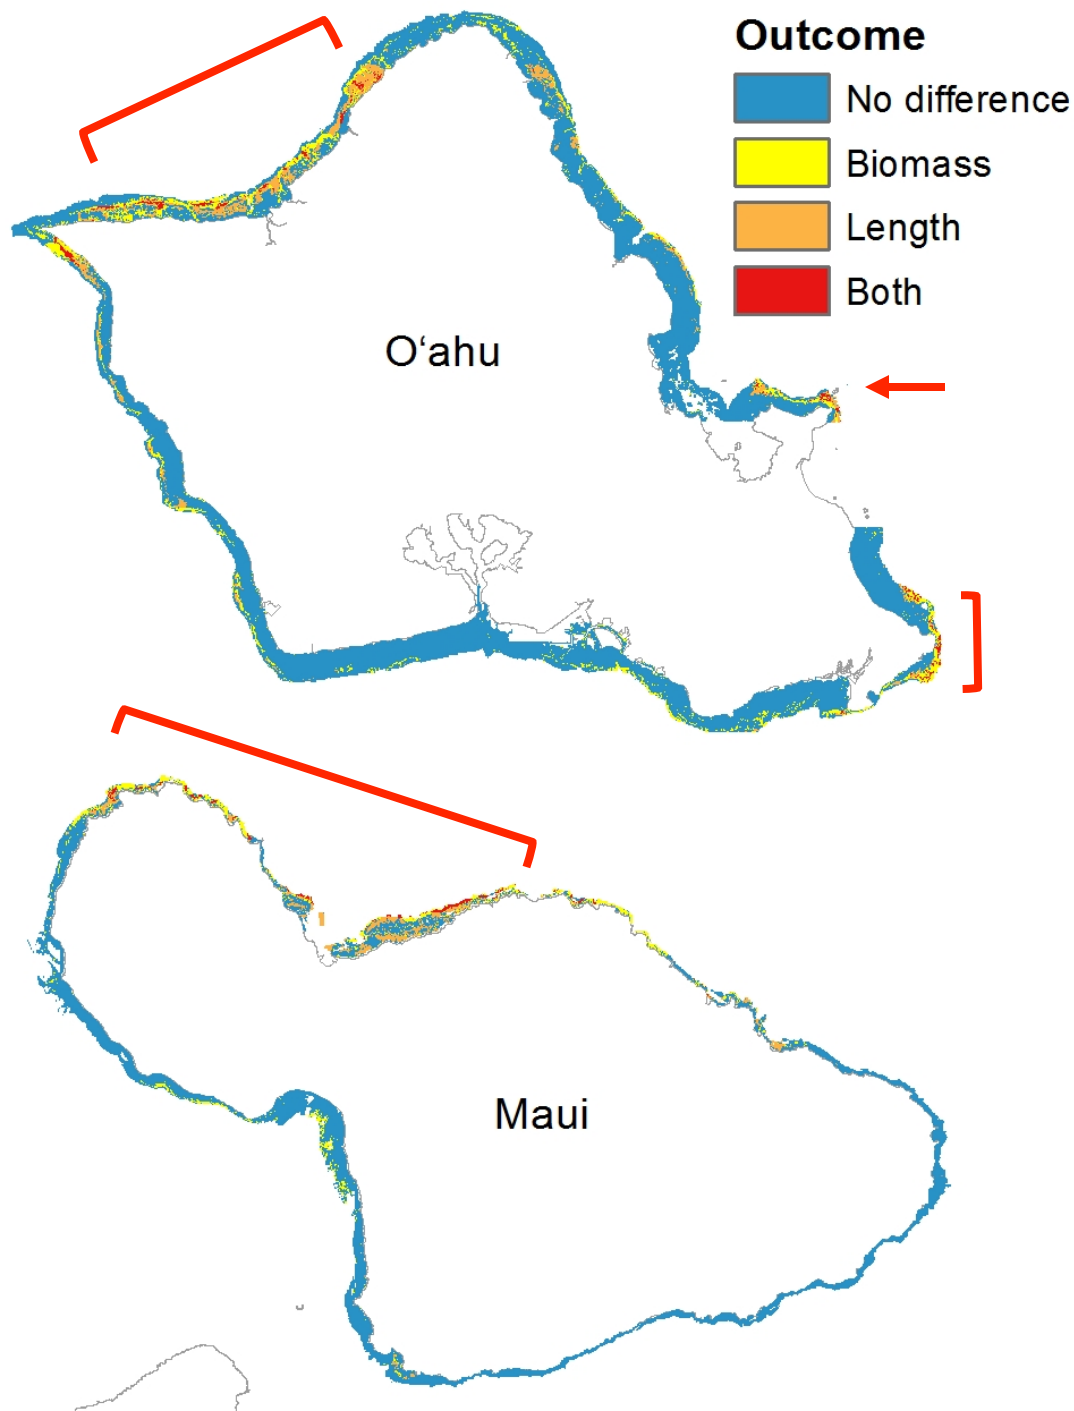 Outcome
No difference
Biomass
Length
Both
O‘ahu
Maui